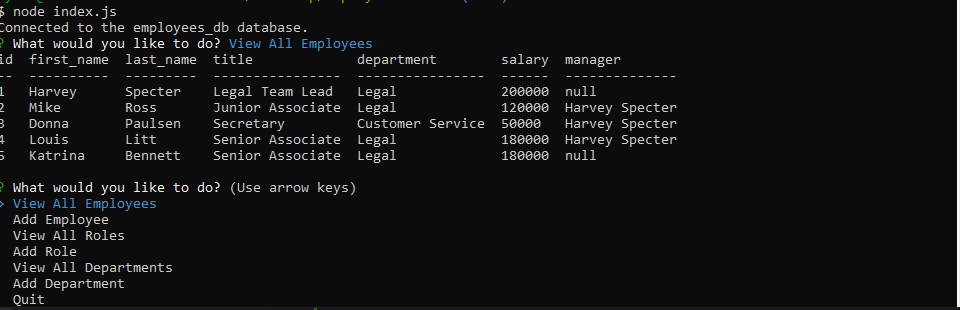 $ node index.js
Connected to the employees_db database.
? What would you like to do? View All Employees
id  first_name  last_name  title             department        salary  manager
--  ----------  ---------  ----------------  ----------------  ------  --------------
1   Harvey      Specter    Legal Team Lead   Legal             200000  null
2   Mike        Ross       Junior Associate  Legal             120000  Harvey Specter
3   Donna       Paulsen    Secretary         Customer Service  50000   Harvey Specter
4   Louis       Litt       Senior Associate  Legal             180000  Harvey Specter
5   Katrina     Bennett    Senior Associate  Legal             180000  null
? What would you like to do? (Use arrow keys)
> View All Employees
  Add Employee
  View All Roles
  Add Role
  View All Departments
  Add Department
  Quit